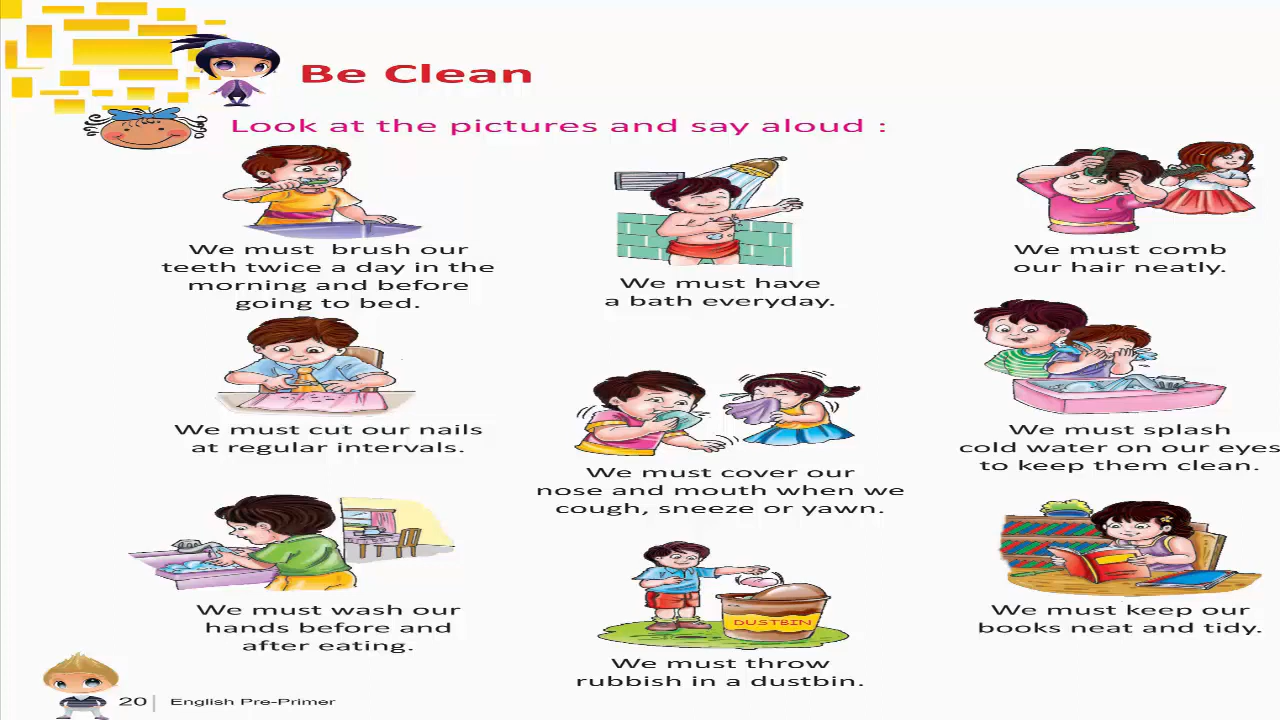 Be Clean
Look at the pictures and say aloud :
We must brush our
teeth twice a day in the
morning and before
going to bed.
We must have
a bath everyday.
We must comb
our hair neatly.
We must cut our nails
at regular intervals.
We must cover our
nose and mouth when we
cough, sneeze or yawn.
We must splash
cold water on our eyes
to keep them clean.
We must wash our
hands before and
after eating.
DUSTBIN
We must throw
rubbish in a dustbin.
We must keep our
books neat and tidy.
20 English Pre-Primer